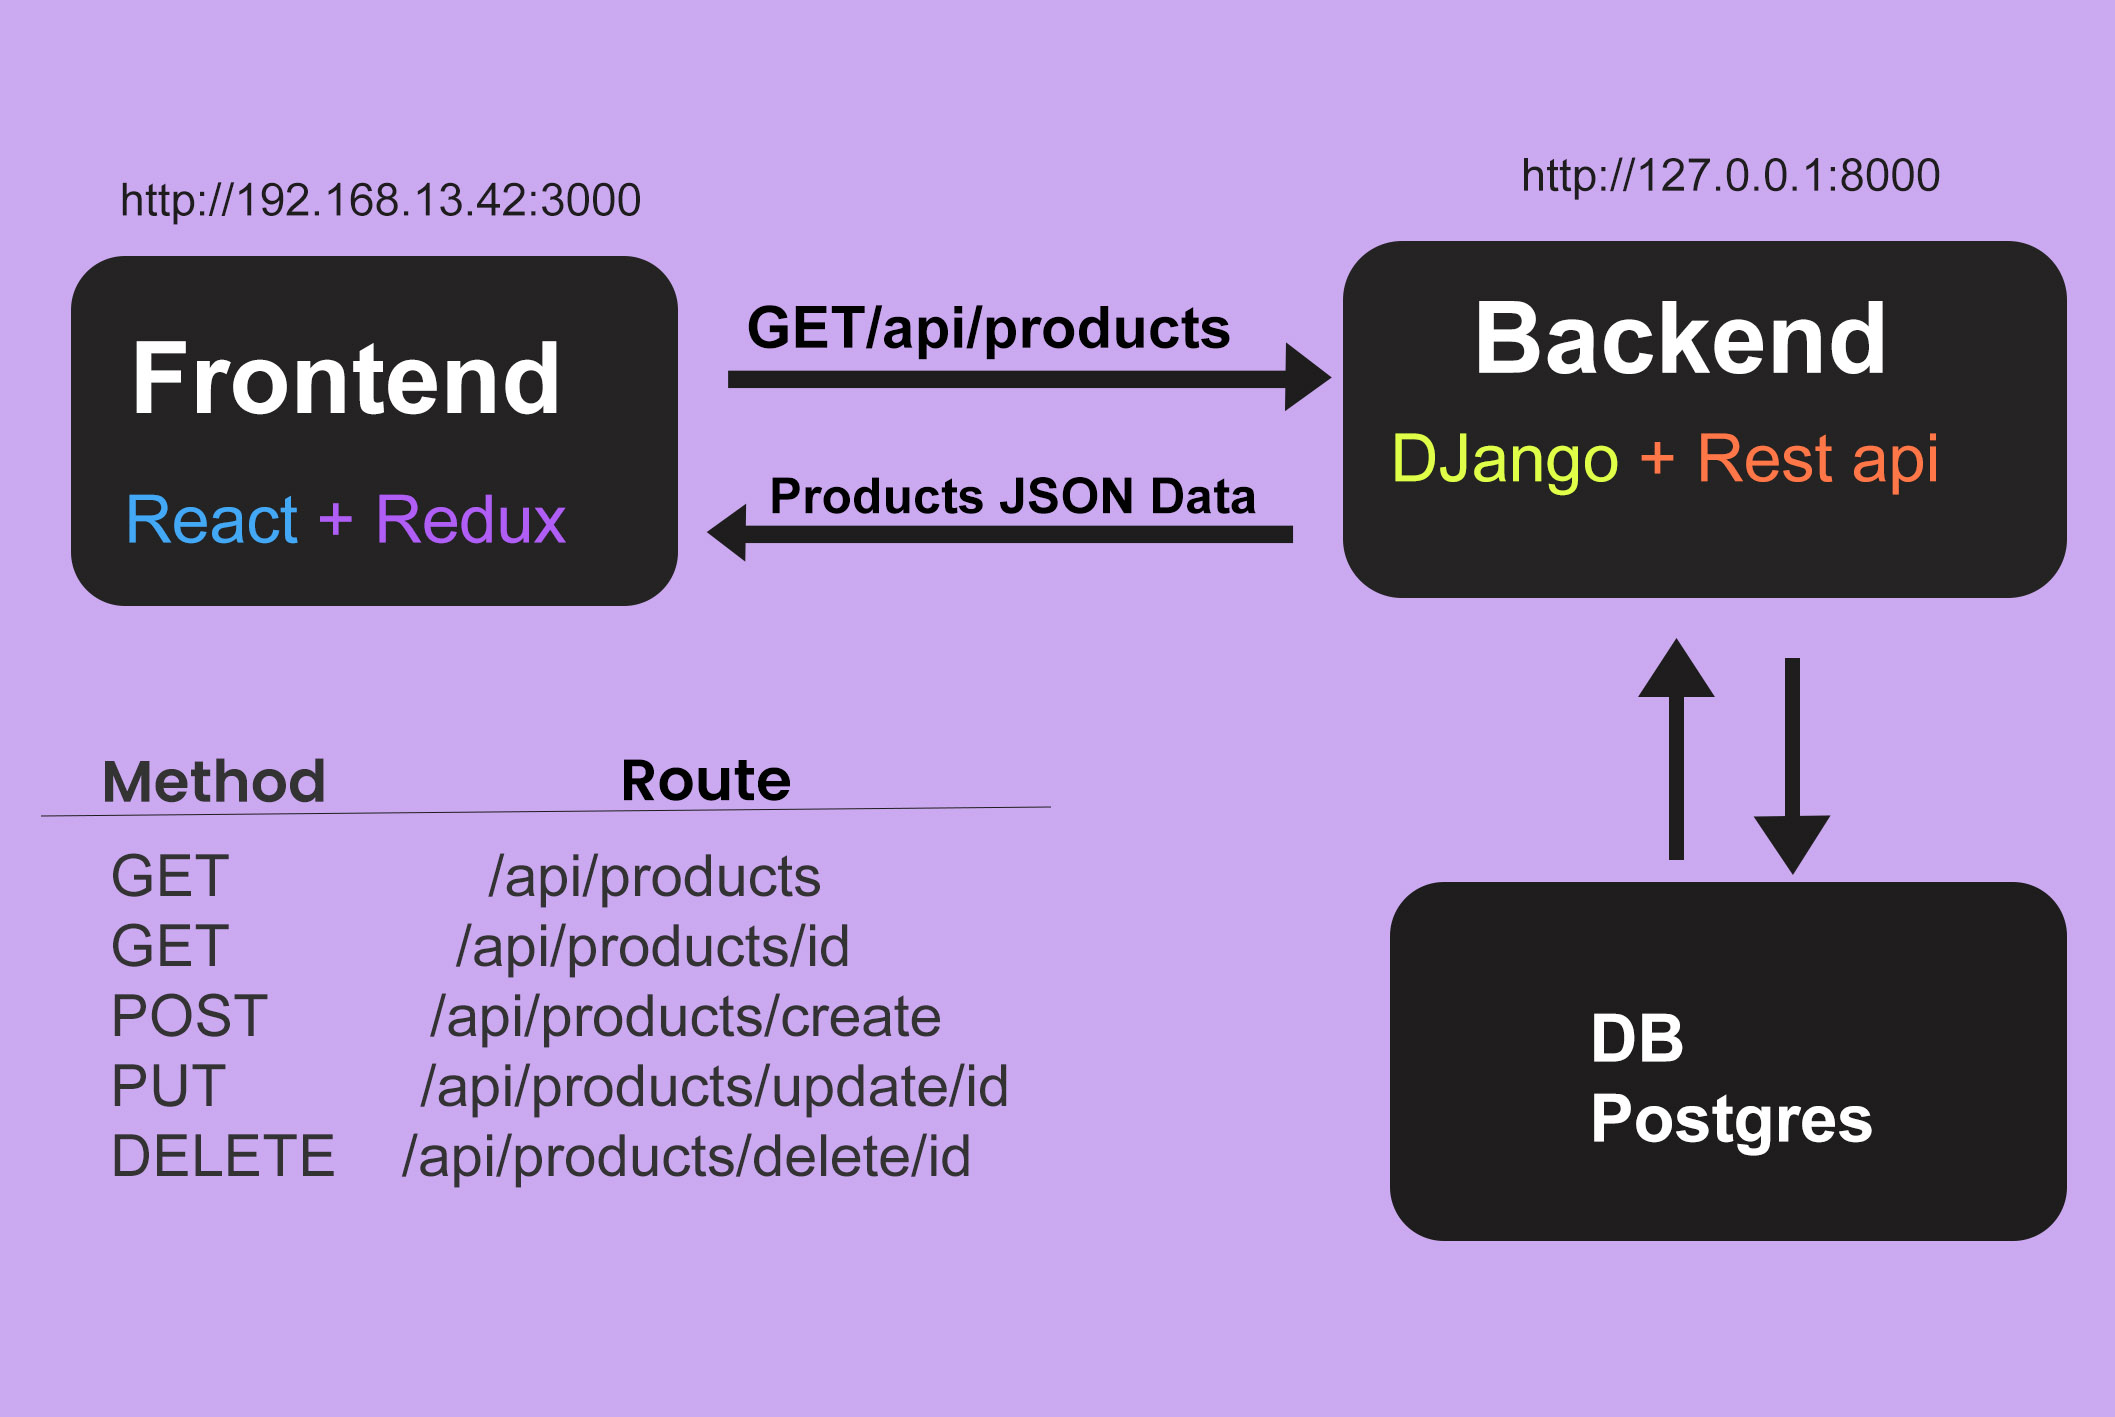 http://192.168.13.42:3000
http://127.0.0.1:8000
Frontend
React + Redux
GET/api/products
Products JSON Data
Backend
DJango + Rest api
Method Route
GET /api/products
GET /api/products/id
POST /api/products/create
PUT /api/products/update/id
DELETE /api/products/delete/id
DB
Postgres